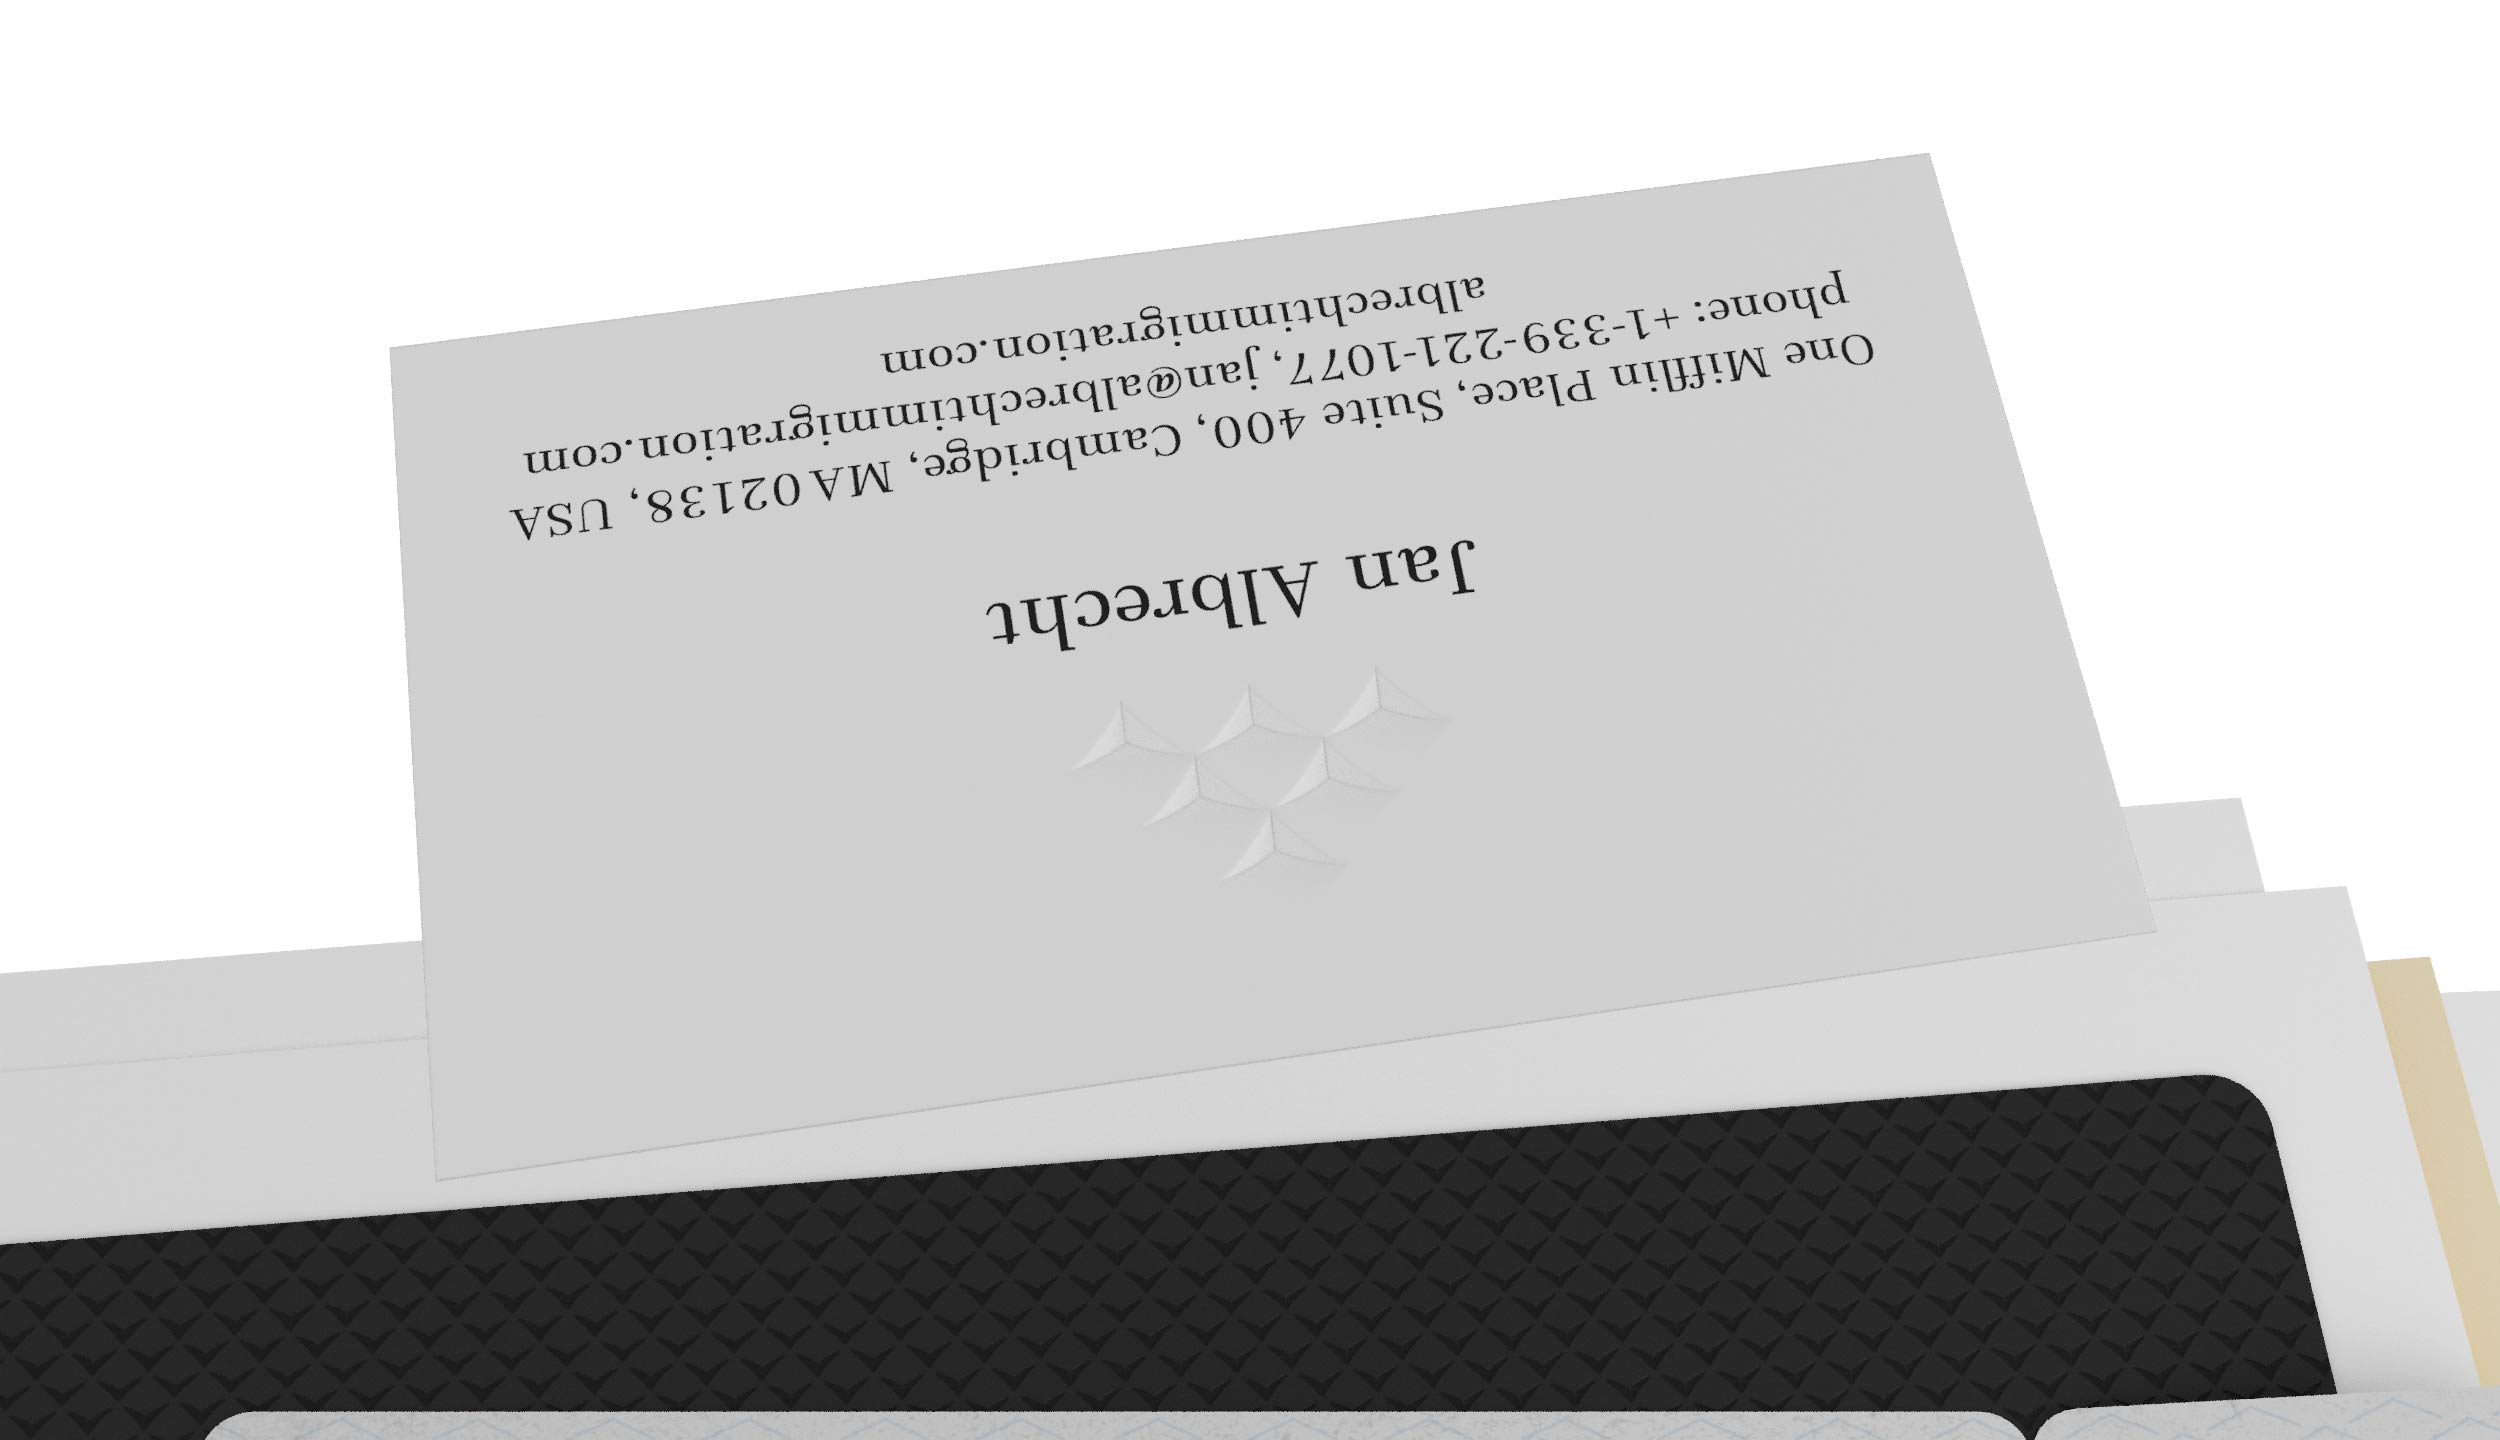 Jan Albrecht
One Mifflin Place, Suite 400, Cambridge, MA 02138, USA
phone: +1-339-221-1077, jan@albrechtimmigration.com
albrechtimmigration.com